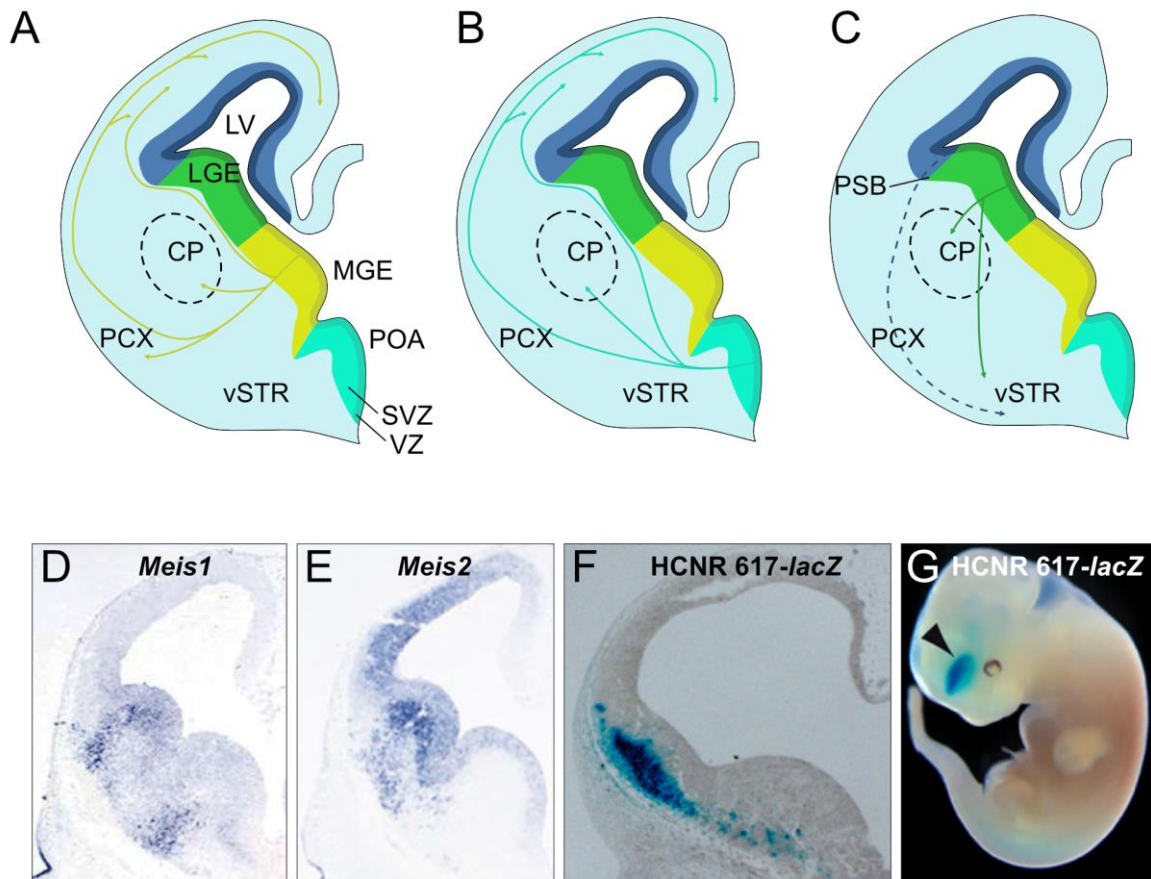 A
B
C
LV
LGE
CP
MGE
PCX
POA
vSTR
SVZ
VZ
CP
PCX
vSTR
PSB
CP
PCX
vSTR
D Meis1
E Meis2
F HCNR 617-lacZ
G HCNR 617-lacZ